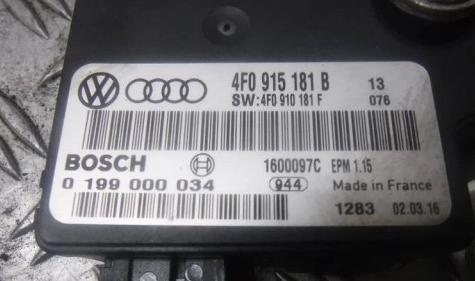 4F0 915 181 B 13
SW:4F0 910 181 F 076
BOSCH 1600097C EPM 1.15
0 199 000 034 944 Made in France
1283 02.03.16